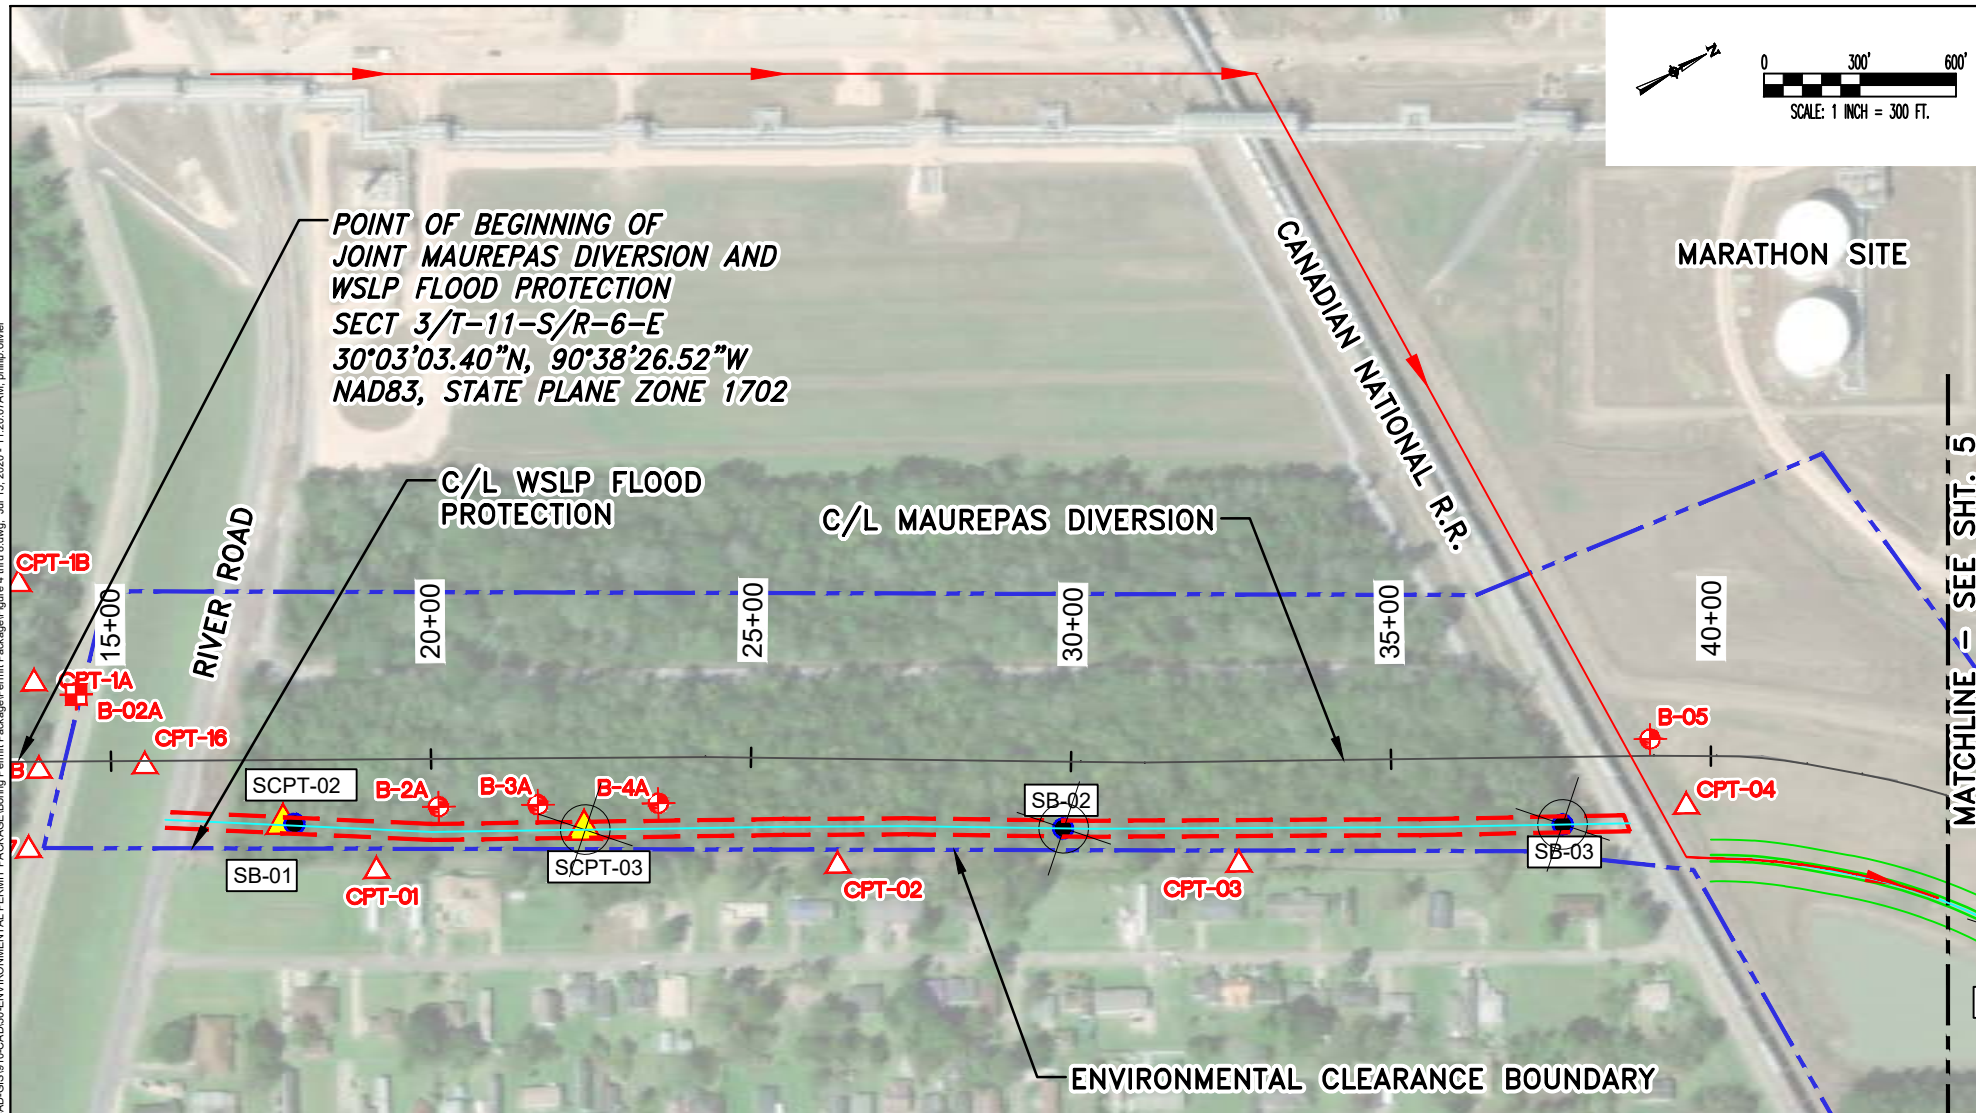 N
0 300' 600'
SCALE: 1 INCH = 300 FT.
POINT OF BEGINNING OF
JOINT MAUREPAS DIVERSION AND
WSLP FLOOD PROTECTION
SECT 3/T-11-S/R-6-E
30°03'03.40"N, 90°38'26.52"W
NAD83, STATE PLANE ZONE 1702
CANADIAN NATIONAL R.R.
MARATHON SITE
MATCHLINE - SEE SHT. 5
C/L WSLP FLOOD
PROTECTION
C/L MAUREPAS DIVERSION
RIVER ROAD
CPT-1B
15+00
20+00
25+00
30+00
35+00
40+00
CPT-1A
B-02A
CPT-16
B
B-05
SCPT-02
B-2A
B-3A
B-4A
SB-02
CPT-04
SB-01
CPT-01
SCPT-03
CPT-02
CPT-03
SB-03
ENVIRONMENTAL CLEARANCE BOUNDARY